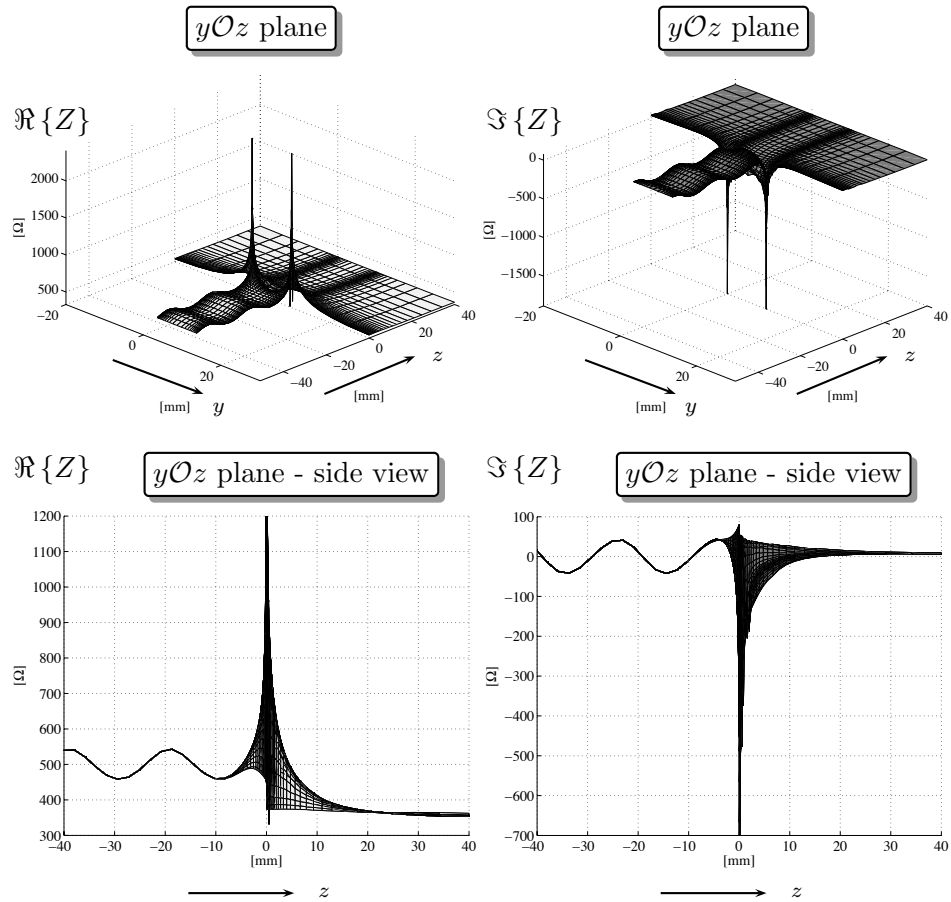 y𝒪z plane
y𝒪z plane
ℜ {Z}
ℑ {Z}
2000
1500
1000
500
[Ω]
−20
0
20
[mm]
y
−40
−20
0
20
40
z
[mm]
0
−500
−1000
−1500
[Ω]
−20
0
20
[mm]
y
−40
−20
0
20
40
z
[mm]
ℜ {Z}
y𝒪z plane - side view
ℑ {Z}
y𝒪z plane - side view
1200
1100
1000
900
800
700
600
500
400
300
[Ω]
−40
−30
−20
−10
0
10
20
30
40
[mm]
z
100
0
−100
−200
−300
−400
−500
−600
−700
[Ω]
−40
−30
−20
−10
0
10
20
30
40
[mm]
z